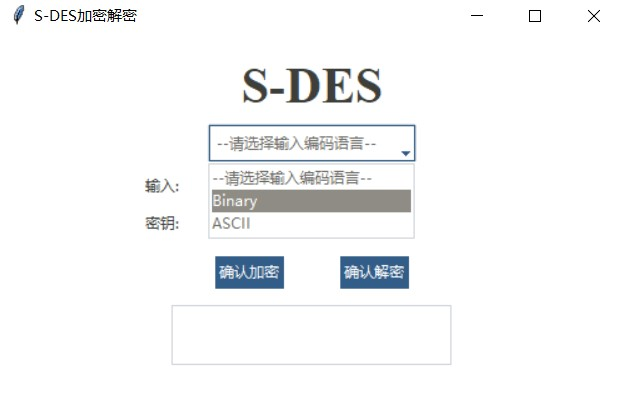 S-DES加密解密
S-DES
--请选择输入编码语言--
--请选择输入编码语言--
输入:
Binary
密钥:
ASCII
确认加密
确认解密